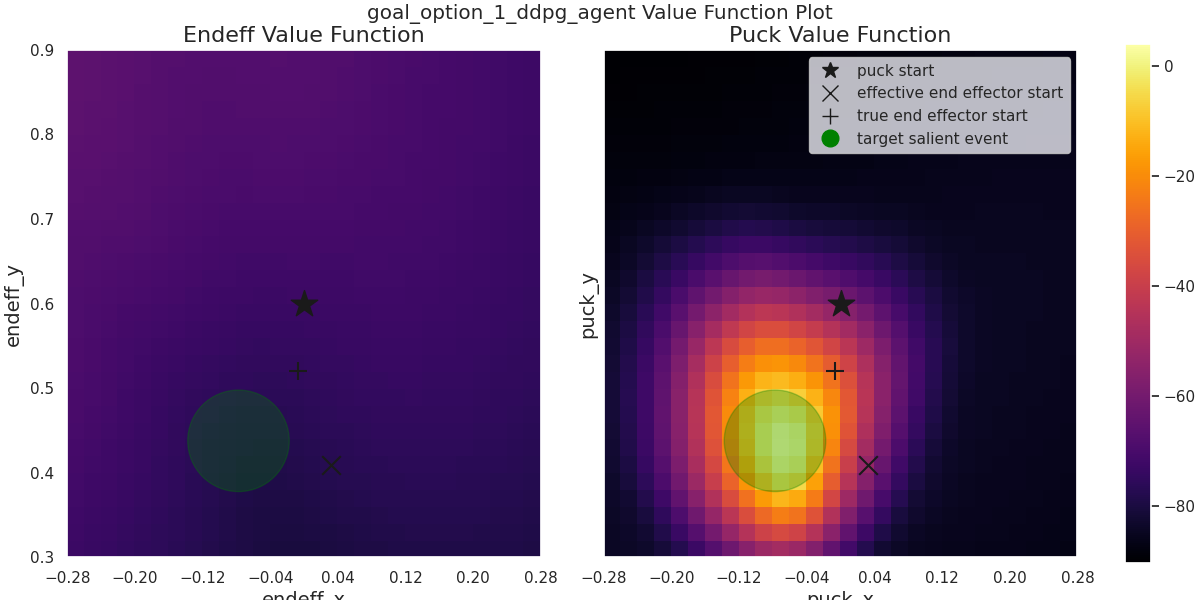 goal_option_1_ddpg_agent Value Function Plot
Endeff Value Function
Puck Value Function
puck start
effective end effector start
true end effector start
target salient event
endeff_y
0.9
0.8
0.7
0.6
0.5
0.4
0.3
−0.28 −0.20 −0.12 −0.04 0.04 0.12 0.20 0.28
endeff_x
puck_y
−0.28 −0.20 −0.12 −0.04 0.04 0.12 0.20 0.28
puck_x
0
−20
−40
−60
−80